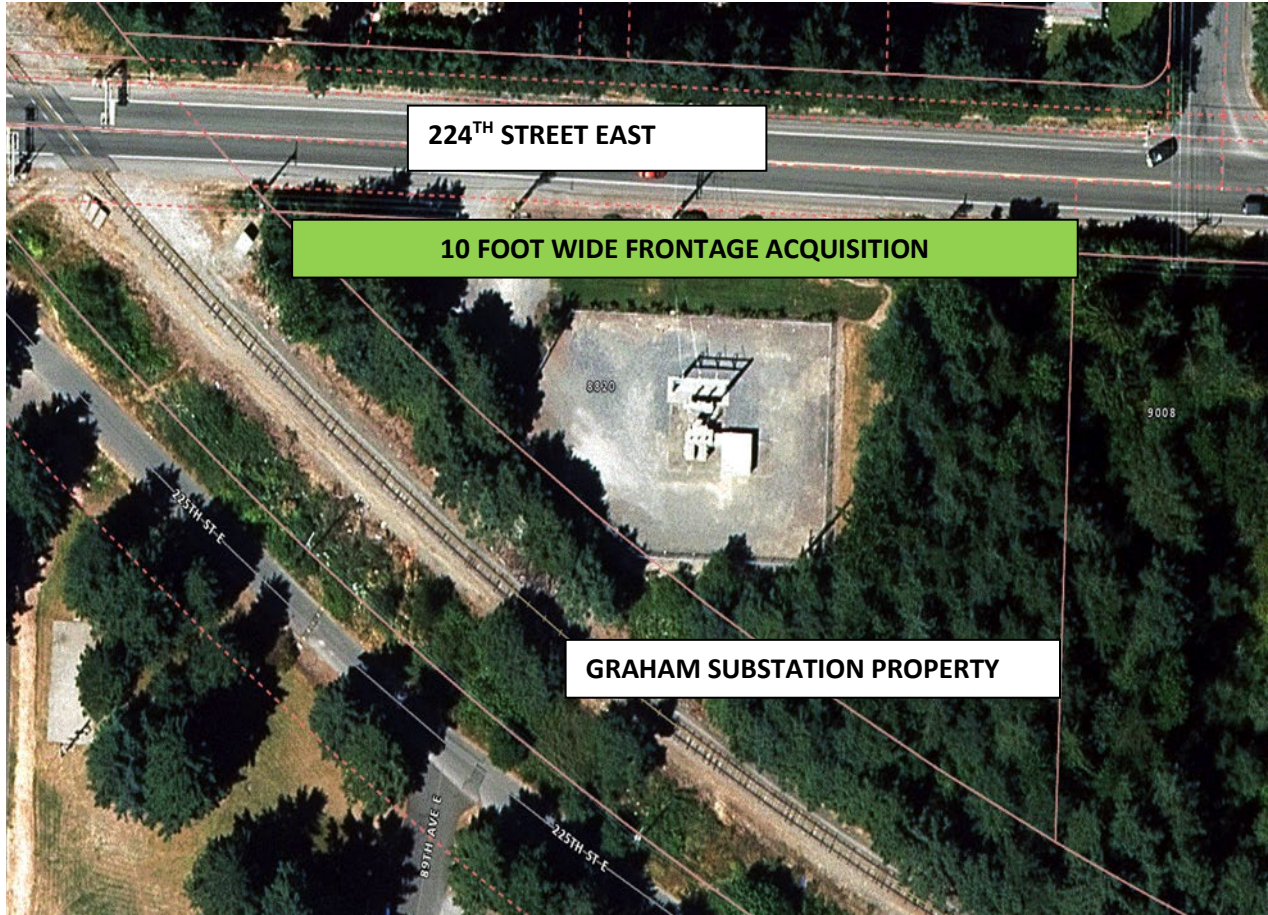 224TH STREET EAST
10 FOOT WIDE FRONTAGE ACQUISITION
8820
9008
225TH ST E
GRAHAM SUBSTATION PROPERTY
89TH AVE E
225TH ST E